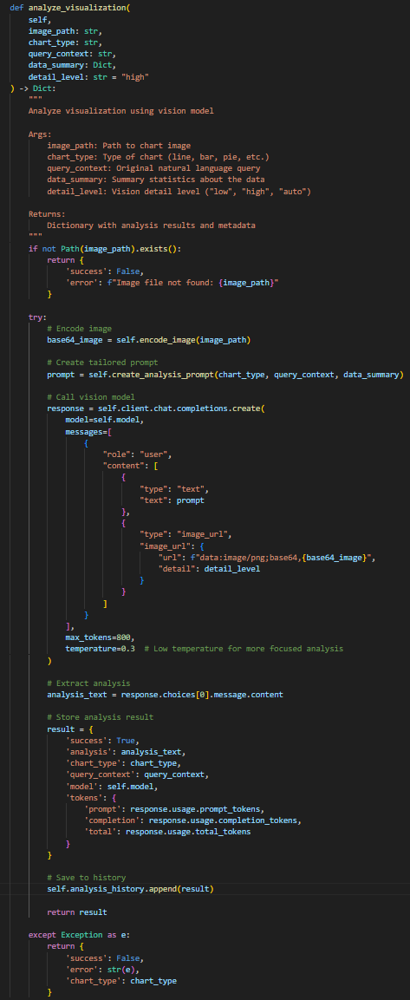 def analyze_visualization(
    self,
    image_path: str,
    chart_type: str,
    query_context: str,
    data_summary: Dict,
    detail_level: str = "high"
) -> Dict:
    """
    Analyze visualization using vision model

    Args:
        image_path: Path to chart image
        chart_type: Type of chart (line, bar, pie, etc.)
        query_context: Original natural language query
        data_summary: Summary statistics about the data
        detail_level: Vision detail level ("low", "high", "auto")

    Returns:
        Dictionary with analysis results and metadata
    """
    if not Path(image_path).exists():
        return {
            'success': False,
            'error': f"Image file not found: {image_path}"
        }

    try:
        # Encode image
        base64_image = self.encode_image(image_path)

        # Create tailored prompt
        prompt = self.create_analysis_prompt(chart_type, query_context, data_summary)

        # Call vision model
        response = self.client.chat.completions.create(
            model=self.model,
            messages=[
                {
                    "role": "user",
                    "content": [
                        {
                            "type": "text",
                            "text": prompt
                        },
                        {
                            "type": "image_url",
                            "image_url": {
                                "url": f"data:image/png;base64,{base64_image}",
                                "detail": detail_level
                            }
                        }
                    ]
                }
            ],
            max_tokens=800,
            temperature=0.3  # Low temperature for more focused analysis
        )

        # Extract analysis
        analysis_text = response.choices[0].message.content

        # Store analysis result
        result = {
            'success': True,
            'analysis': analysis_text,
            'chart_type': chart_type,
            'query_context': query_context,
            'model': self.model,
            'tokens': {
                'prompt': response.usage.prompt_tokens,
                'completion': response.usage.completion_tokens,
                'total': response.usage.total_tokens
            }
        }

        # Save to history
        self.analysis_history.append(result)

        return result

    except Exception as e:
        return {
            'success': False,
            'error': str(e),
            'chart_type': chart_type
        }